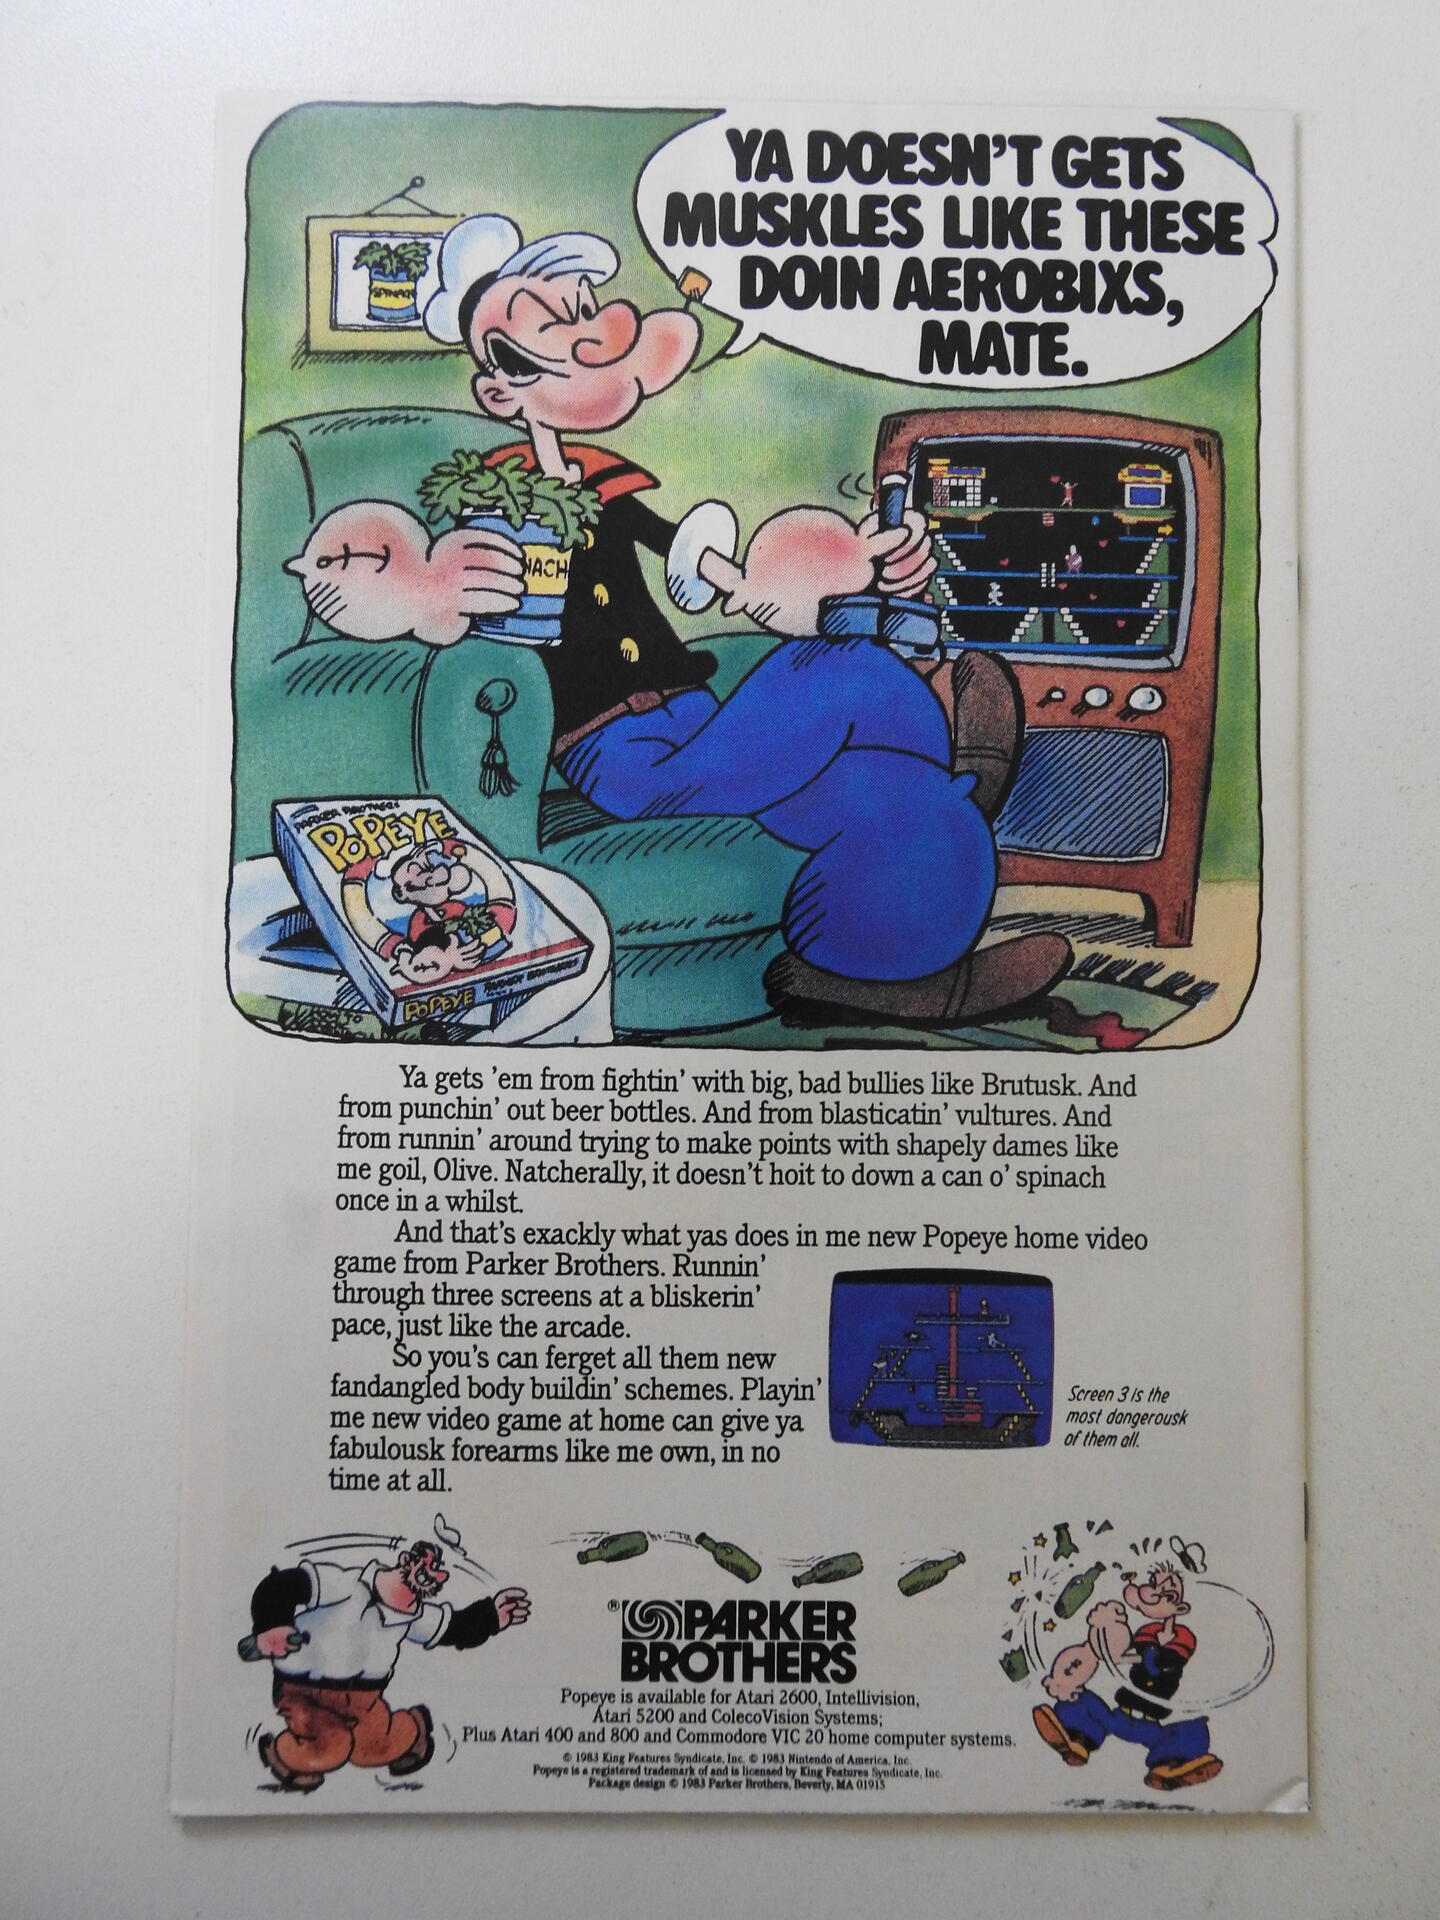 YA DOESN'T GETS
MUSKLES LIKE THESE
DOIN AEROBIXS,
MATE.
SPINACH
NACH
PARKER BROTHERS
POPEYE
POPEYE PARKER BROTHERS
Ya gets 'em from fightin' with big, bad bullies like Brutusk. And
from punchin' out beer bottles. And from blasticatin' vultures. And
from runnin' around trying to make points with shapely dames like
me goil, Olive. Natcherally, it doesn't hoit to down a can o' spinach
once in a whilst.
And that's exackly what yas does in me new Popeye home video
game from Parker Brothers. Runnin'
through three screens at a bliskerin'
pace, just like the arcade.
So you's can ferget all them new
fandangled body buildin' schemes. Playin'
me new video game at home can give ya
fabulousk forearms like me own, in no
time at all.
Screen 3 is the
most dangerousk
of them all.
® PARKER
BROTHERS
Popeye is available for Atari 2600, Intellivision,
Atari 5200 and ColecoVision Systems;
Plus Atari 400 and 800 and Commodore VIC 20 home computer systems.
© 1983 King Features Syndicate, Inc. © 1983 Nintendo of America, Inc.
Popeye is a registered trademark of and is licensed by King Features Syndicate, Inc.
Package design © 1983 Parker Brothers, Beverly, MA 01915